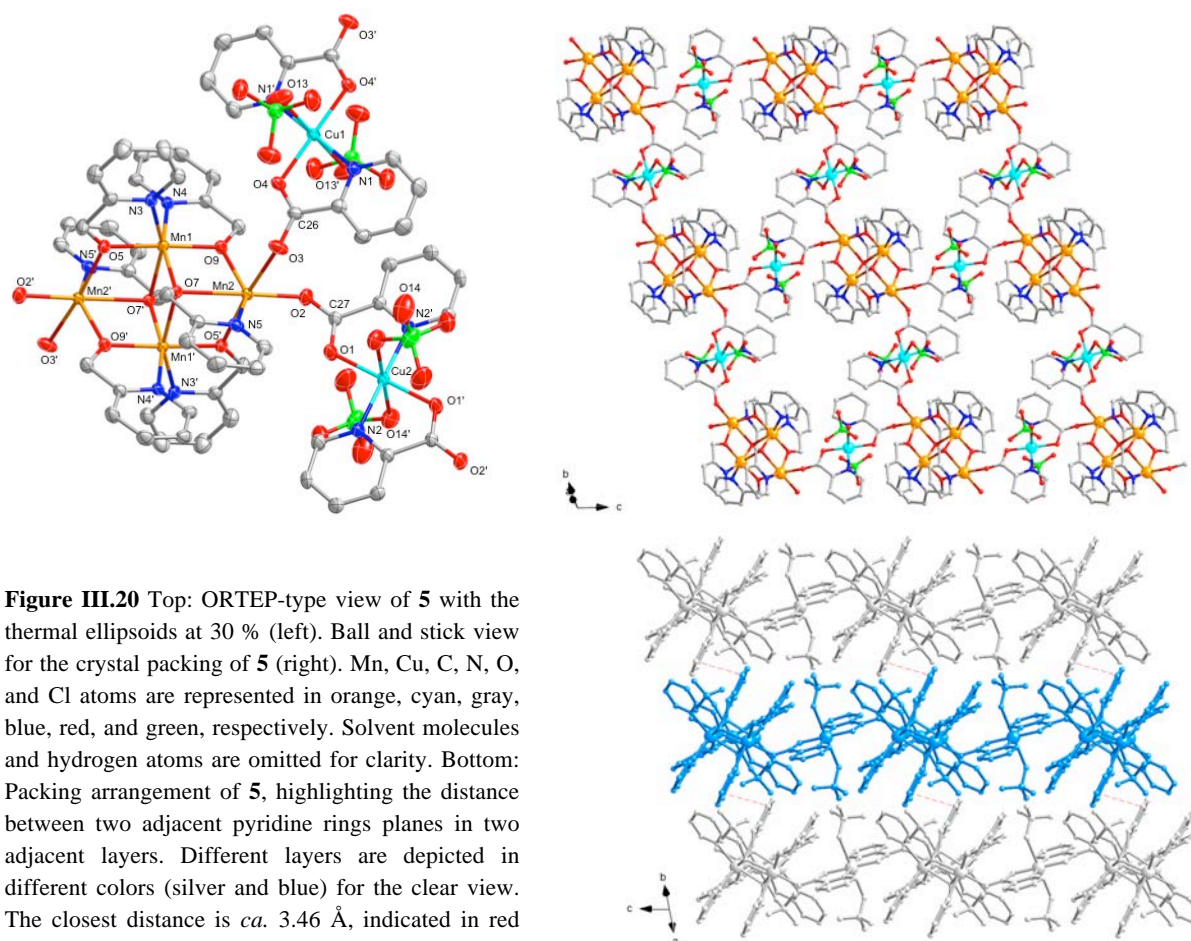 O3'
O13
N1'
O4'
Cu1
O13'
N1
O4
C26
N3
N4
Mn1
N5'
O5
O9
O3
O2'
Mn2'
O7
Mn2
O7'
O2
C27
O14
N2'
O9'
O5'
N5
O3'
Mn1'
O1
Cu2
N4'
N3'
O1'
N2
O14'
O2'
b
a
c
Figure III.20 Top: ORTEP-type view of 5 with the
thermal ellipsoids at 30 % (left). Ball and stick view
for the crystal packing of 5 (right). Mn, Cu, C, N, O,
and Cl atoms are represented in orange, cyan, gray,
blue, red, and green, respectively. Solvent molecules
and hydrogen atoms are omitted for clarity. Bottom:
Packing arrangement of 5, highlighting the distance
between two adjacent pyridine rings planes in two
adjacent layers. Different layers are depicted in
different colors (silver and blue) for the clear view.
The closest distance is ca. 3.46 Å, indicated in red
b
c